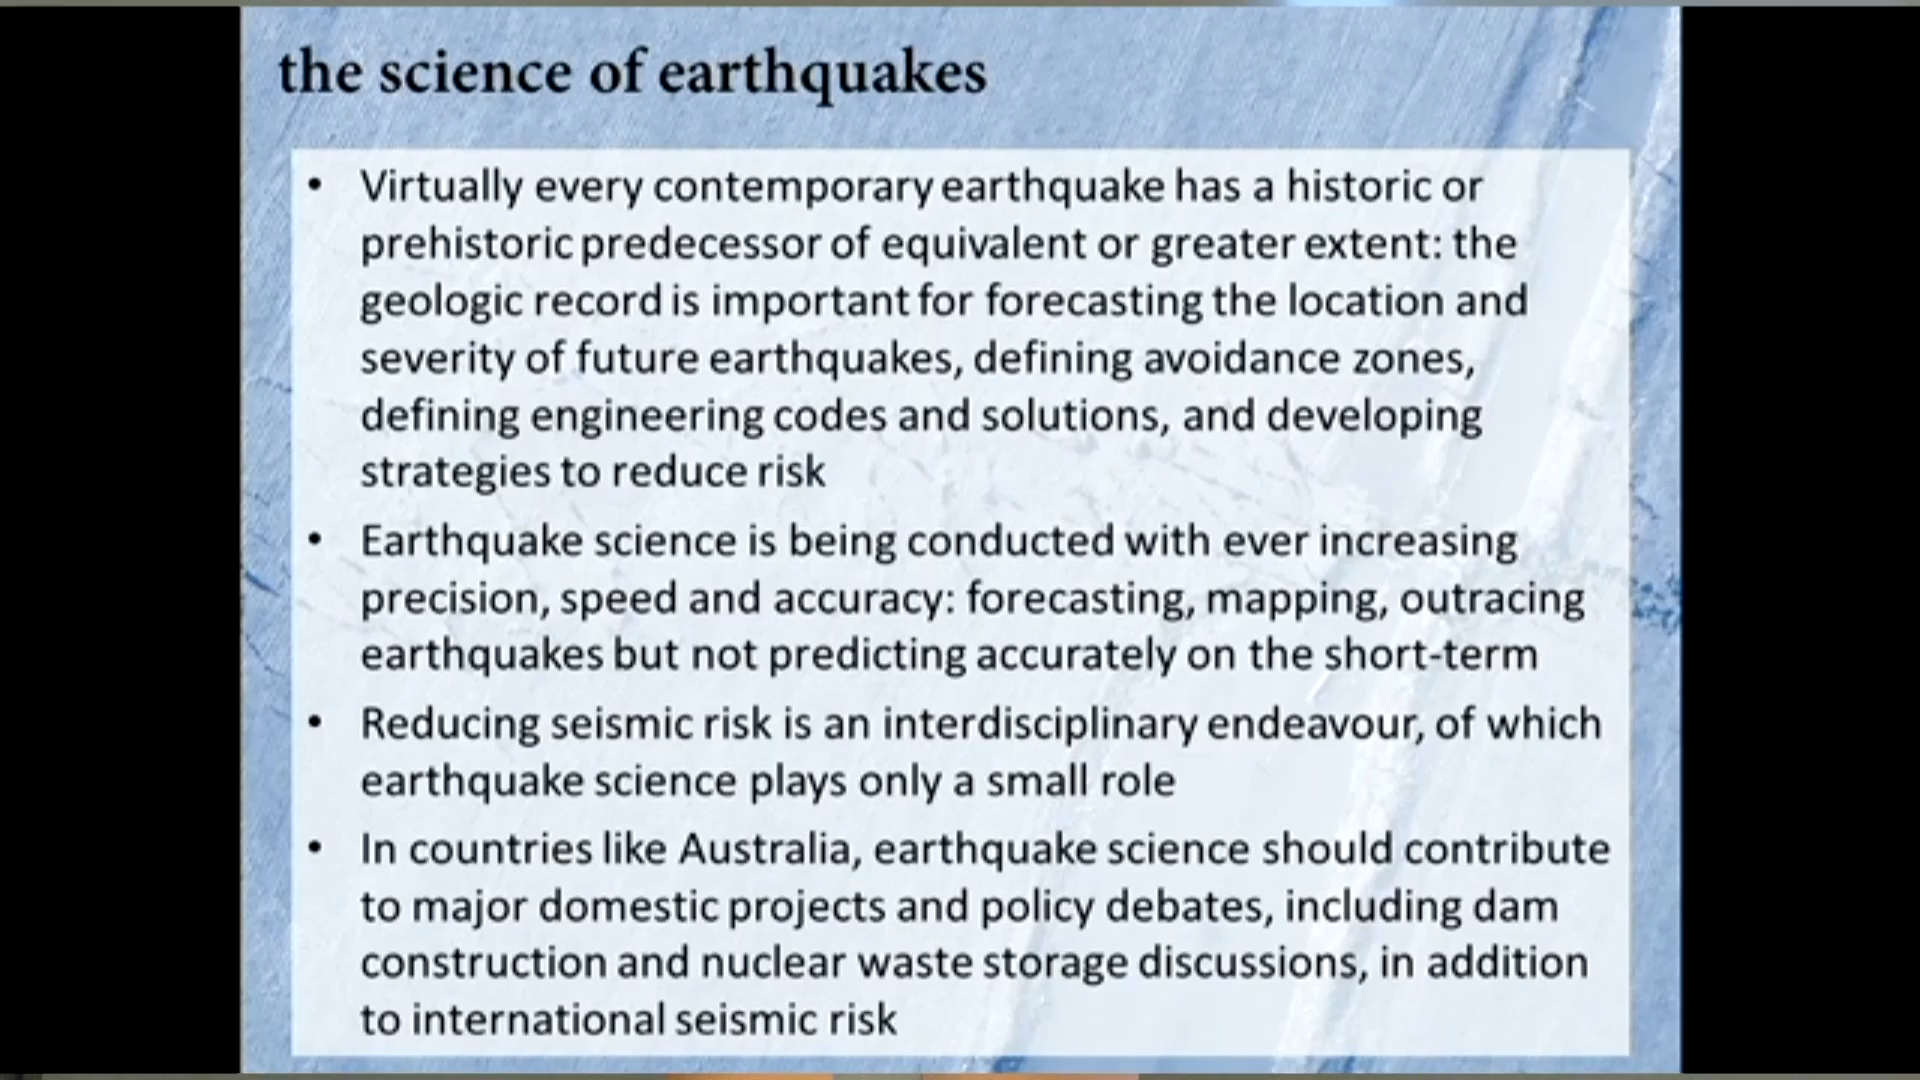 the science of earthquakes
• Virtually every contemporary earthquake has a historic or
prehistoric predecessor of equivalent or greater extent: the
geologic record is important for forecasting the location and
severity of future earthquakes, defining avoidance zones,
defining engineering codes and solutions, and developing
strategies to reduce risk
• Earthquake science is being conducted with ever increasing
precision, speed and accuracy: forecasting, mapping, outracing
earthquakes but not predicting accurately on the short-term
• Reducing seismic risk is an interdisciplinary endeavour, of which
earthquake science plays only a small role
• In countries like Australia, earthquake science should contribute
to major domestic projects and policy debates, including dam
construction and nuclear waste storage discussions, in addition
to international seismic risk